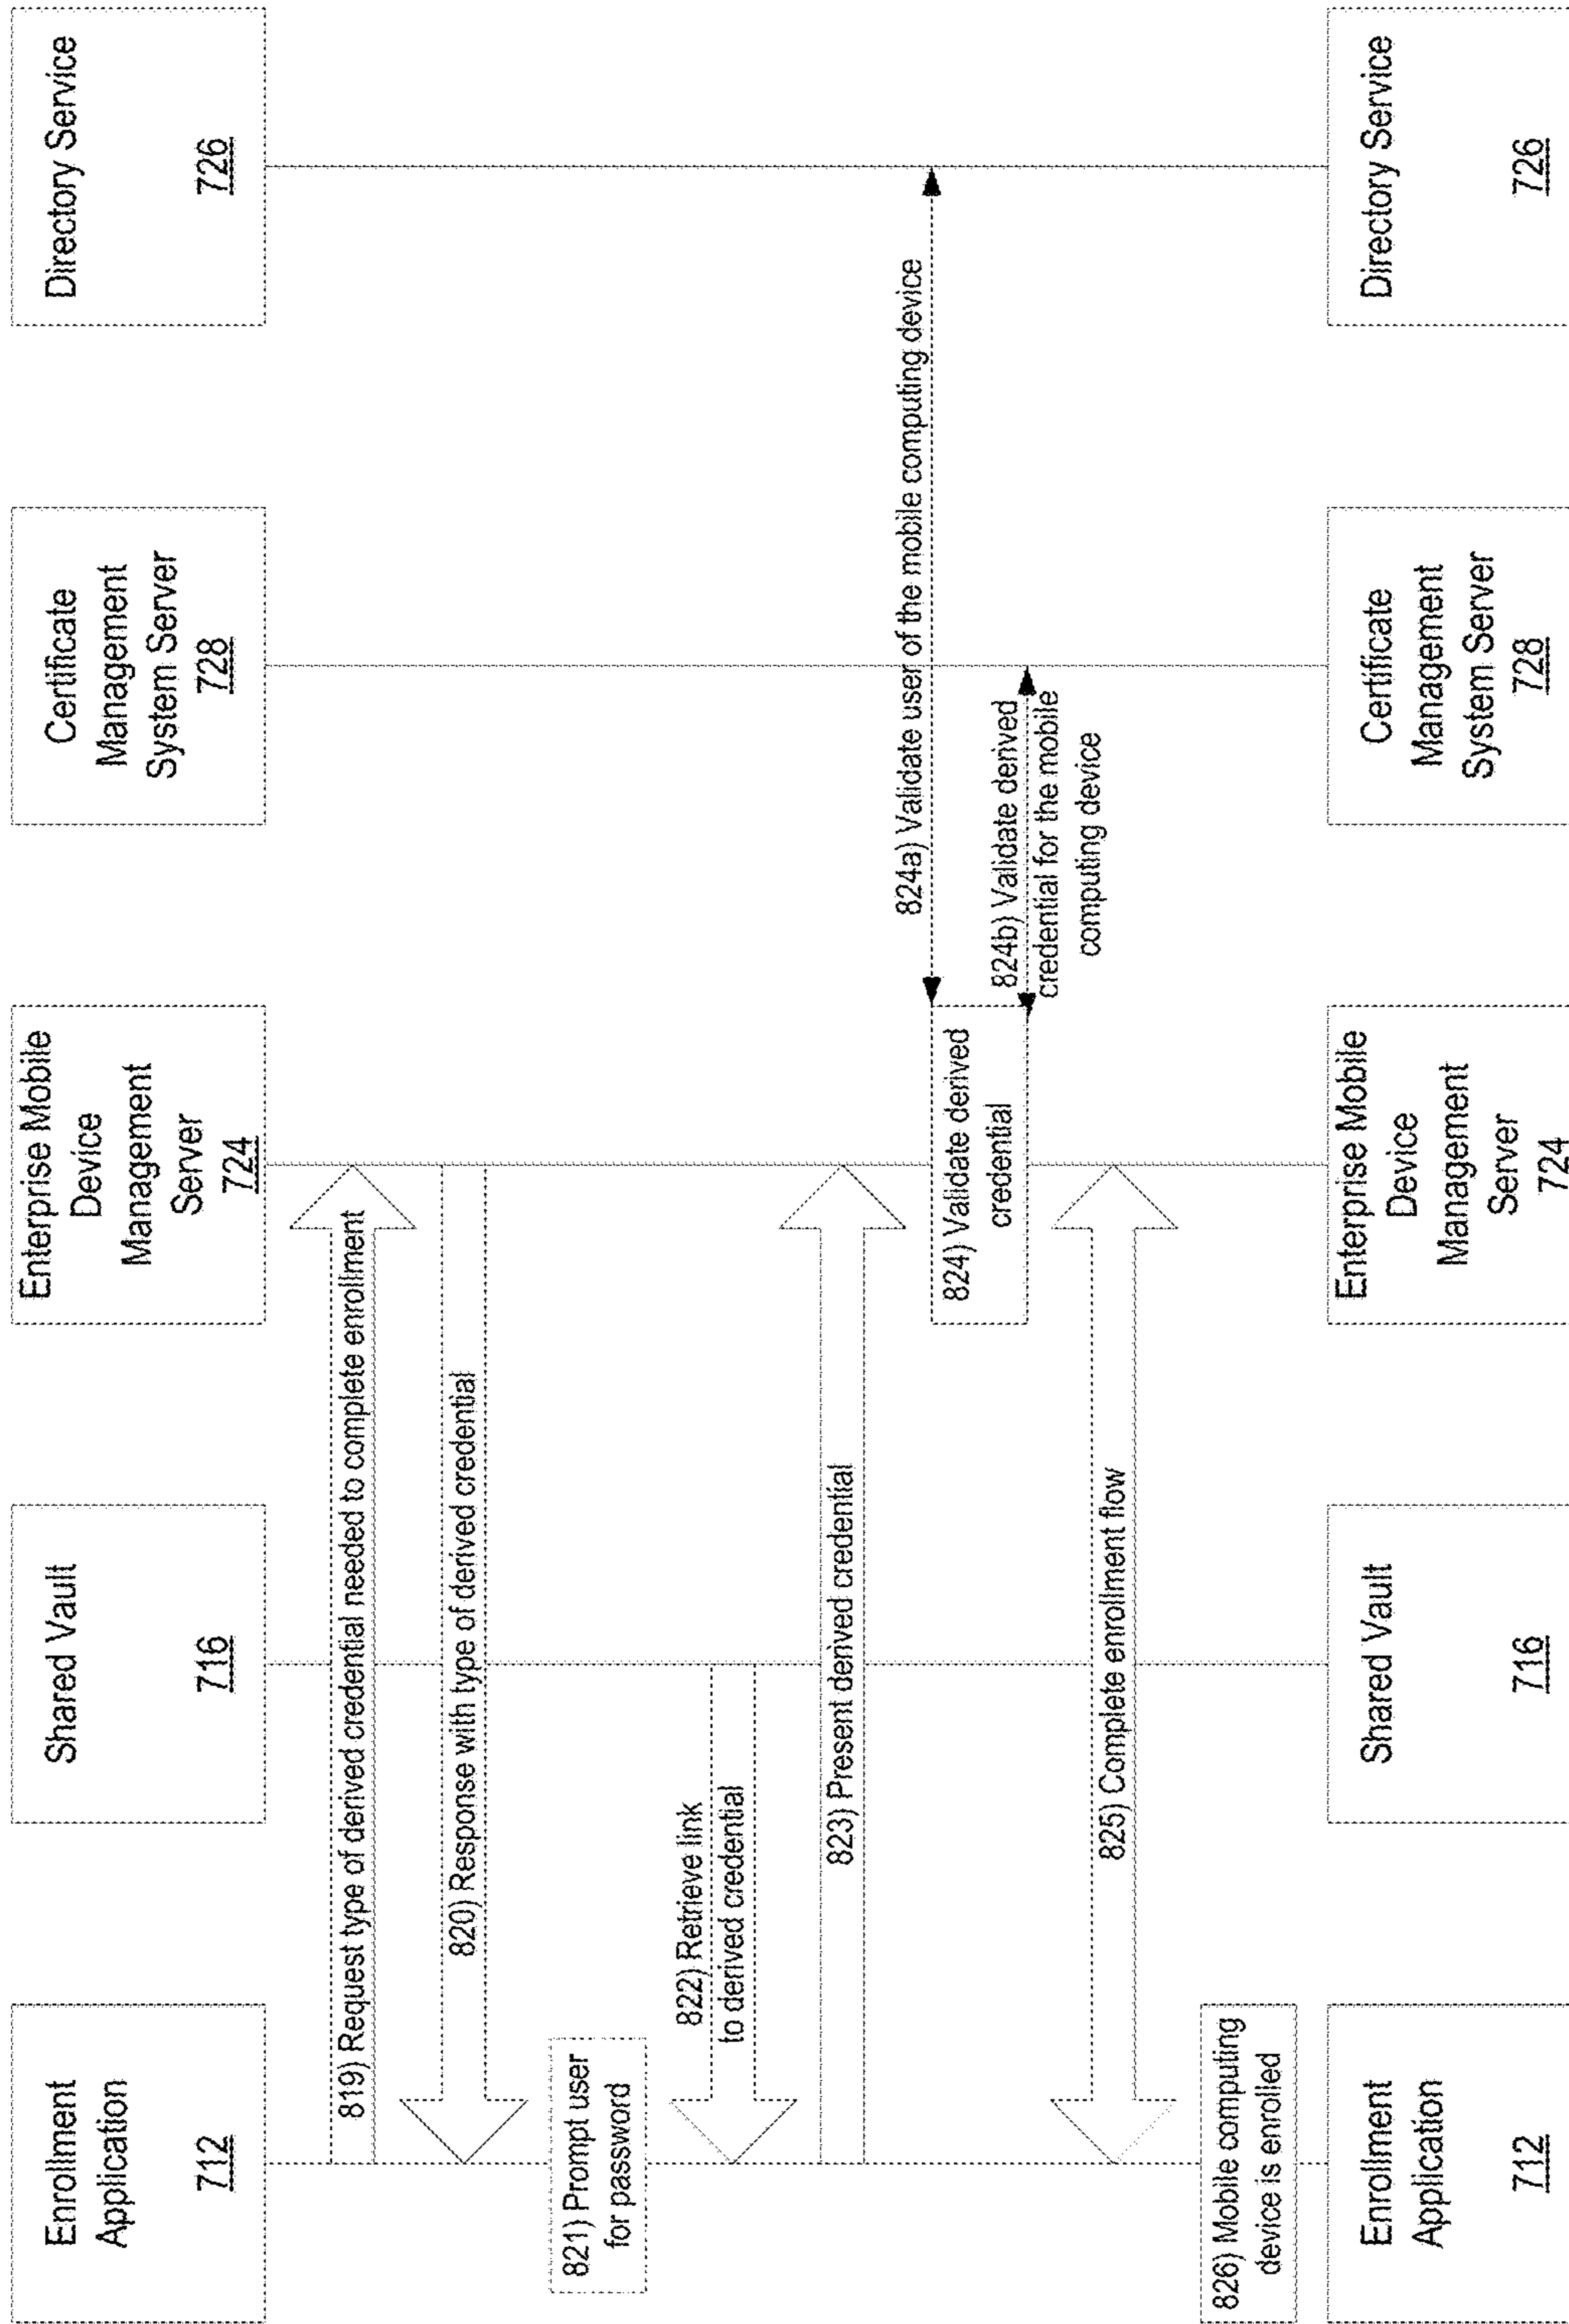 Enrollment
Application
712
Shared Vault
716
Enterprise Mobile
Device
Management
Server
724
Certificate
Management
System Server
728
Directory Service
726
819) Request type of derived credential needed to complete enrollment
820) Response with type of derived credential
821) Prompt user
for password
822) Retrieve link
to derived credential
823) Present derived credential
824) Validate derived
credential
824a) Validate user of the mobile computing device
824b) Validate derived
credential for the mobile
computing device
825) Complete enrollment flow
826) Mobile computing
device is enrolled
Enrollment
Application
712
Shared Vault
716
Enterprise Mobile
Device
Management
Server
724
Certificate
Management
System Server
728
Directory Service
726